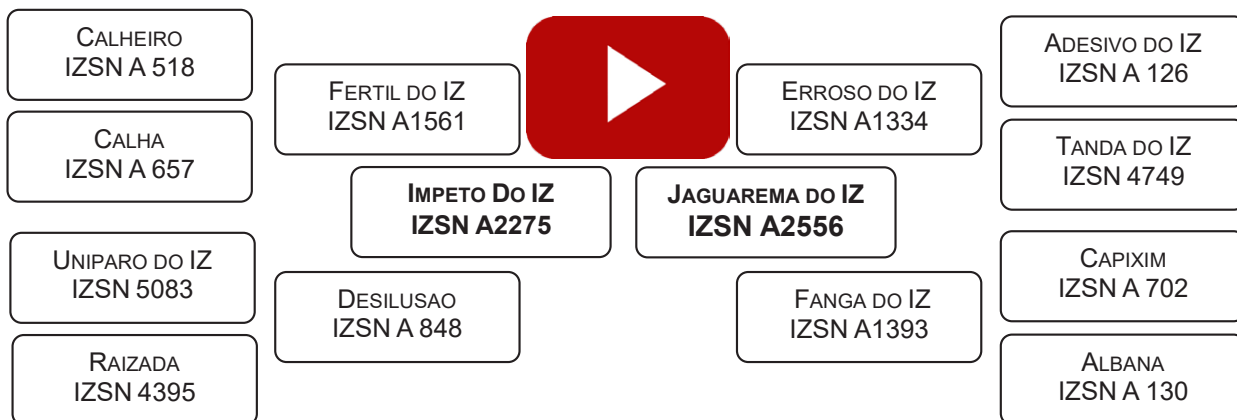 CALHEIRO
IZSN A 518
CALHA
IZSN A 657
UNIPARO DO IZ
IZSN 5083
RAIZADA
IZSN 4395
FERTIL DO IZ
IZSN A1561
DESILUSAO
IZSN A 848
IMPETO DO IZ
IZSN A2275
JAGUAREMA DO IZ
IZSN A2556
ERROSO DO IZ
IZSN A1334
FANGA DO IZ
IZSN A1393
ADESIVO DO IZ
IZSN A 126
TANDA DO IZ
IZSN 4749
CAPIXIM
IZSN A 702
ALBANA
IZSN A 130